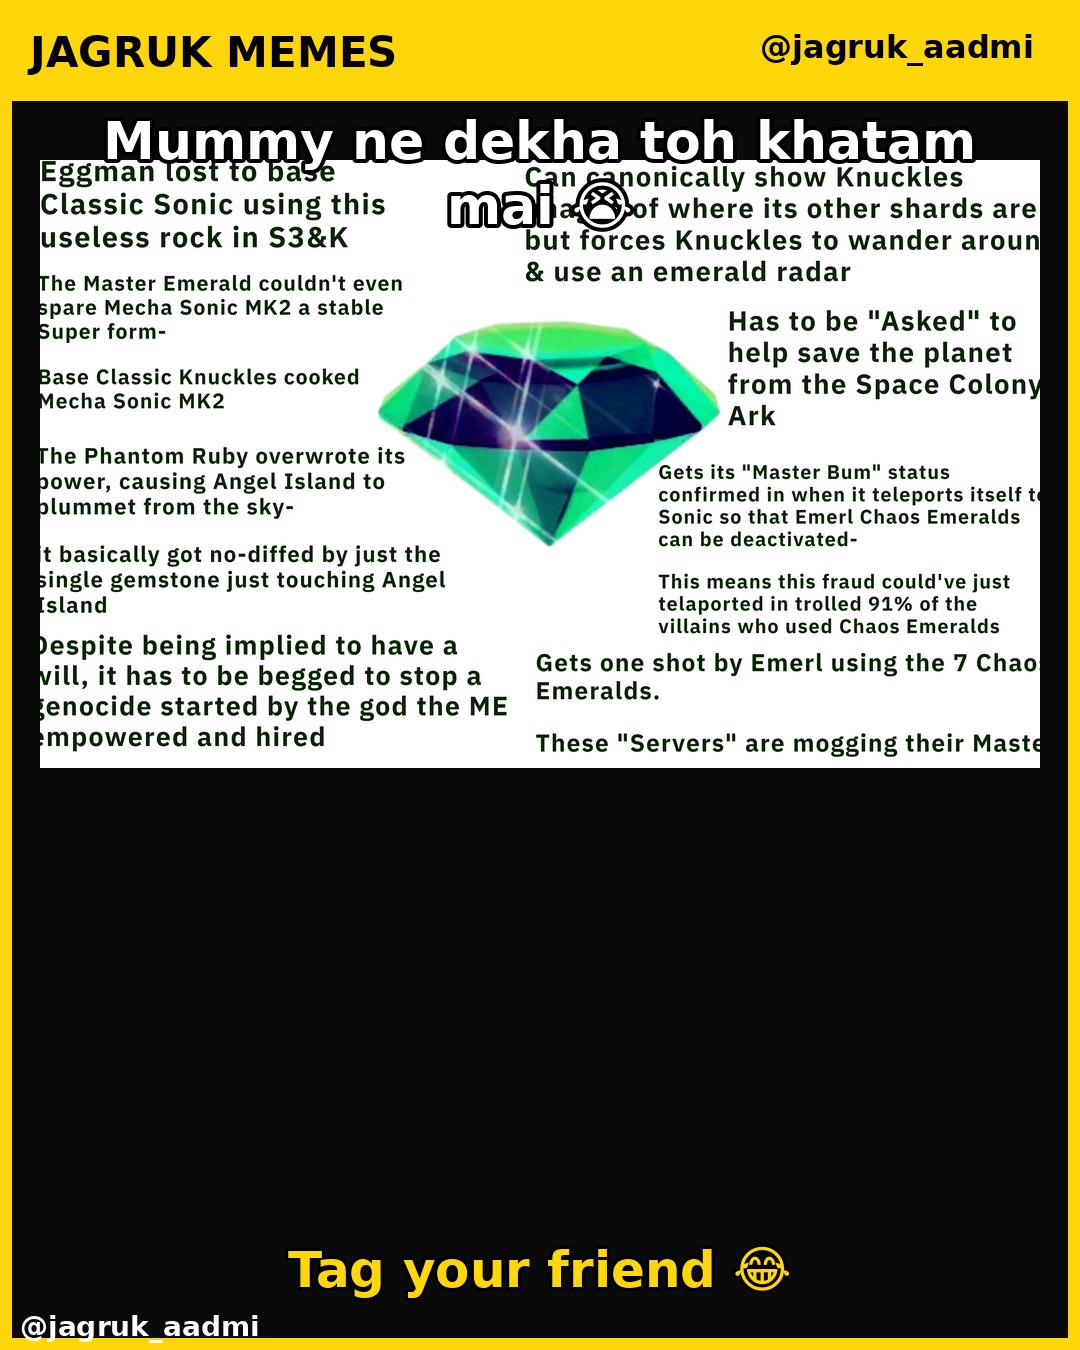 JAGRUK MEMES
@jagruk_aadmi
Mummy ne dekha toh khatam
mai 😭
Eggman lost to base
Classic Sonic using this
useless rock in S3&K
The Master Emerald couldn't even
spare Mecha Sonic MK2 a stable
Super form-
Base Classic Knuckles cooked
Mecha Sonic MK2
The Phantom Ruby overwrote its
power, causing Angel Island to
plummet from the sky-
it basically got no-diffed by just the
single gemstone just touching Angel
Island
Despite being implied to have a
will, it has to be begged to stop a
genocide started by the god the ME
empowered and hired
Can canonically show Knuckles
of where its other shards are
but forces Knuckles to wander aroun
& use an emerald radar
Has to be "Asked" to
help save the planet
from the Space Colony
Ark
Gets its "Master Bum" status
confirmed in when it teleports itself to
Sonic so that Emerl Chaos Emeralds
can be deactivated-
This means this fraud could've just
telaported in trolled 91% of the
villains who used Chaos Emeralds
Gets one shot by Emerl using the 7 Chaos
Emeralds.
These "Servers" are mogging their Maste
Tag your friend 😂
@jagruk_aadmi